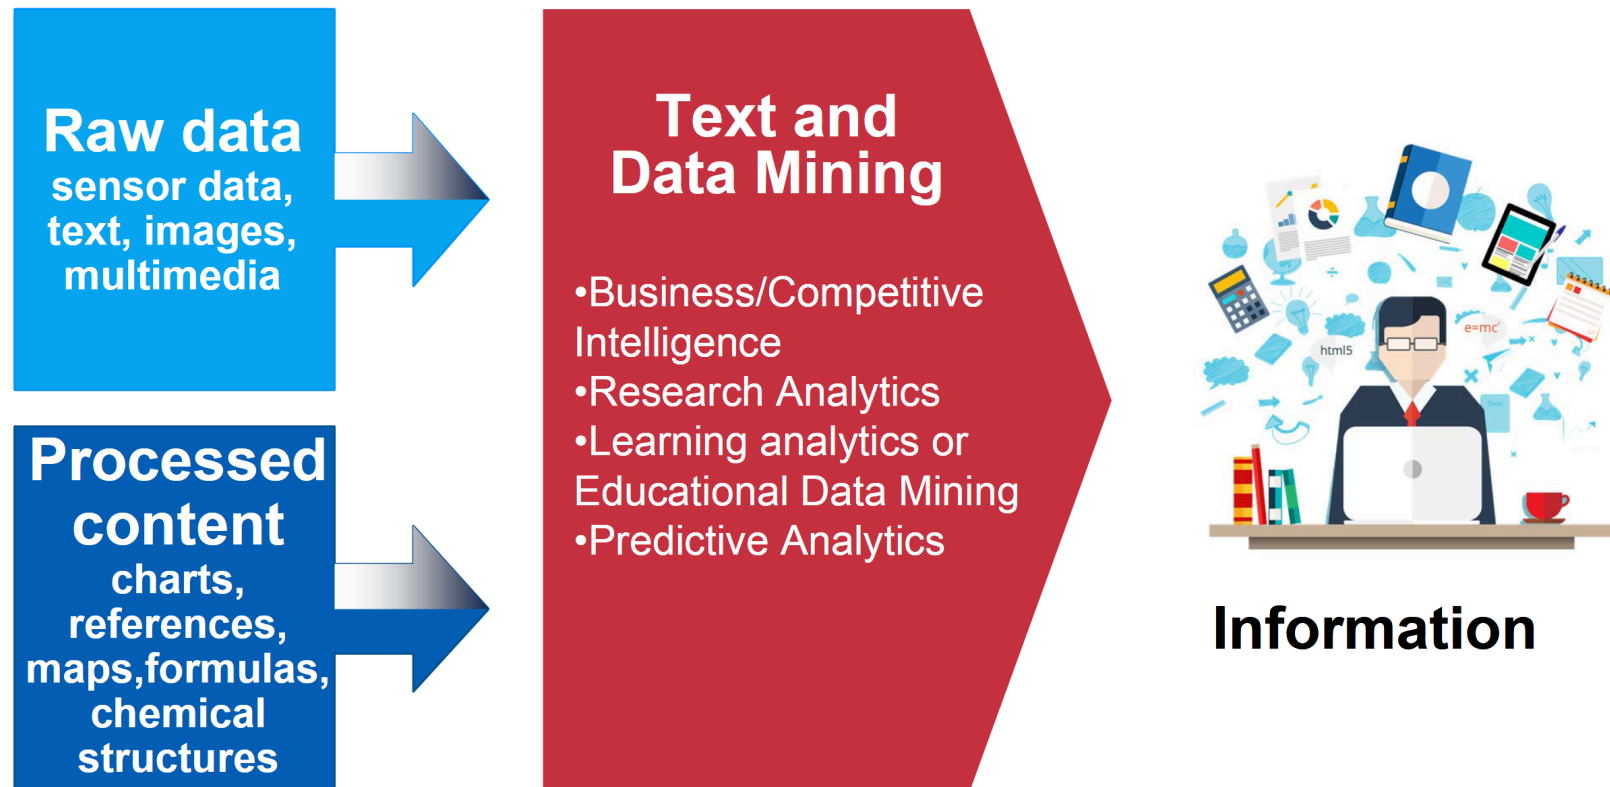 Raw data
sensor data,
text, images,
multimedia
Processed
content
charts,
references,
maps,formulas,
chemical
structures
Text and
Data Mining
•Business/Competitive
Intelligence
•Research Analytics
•Learning analytics or
Educational Data Mining
•Predictive Analytics
html5
e=mc
Information